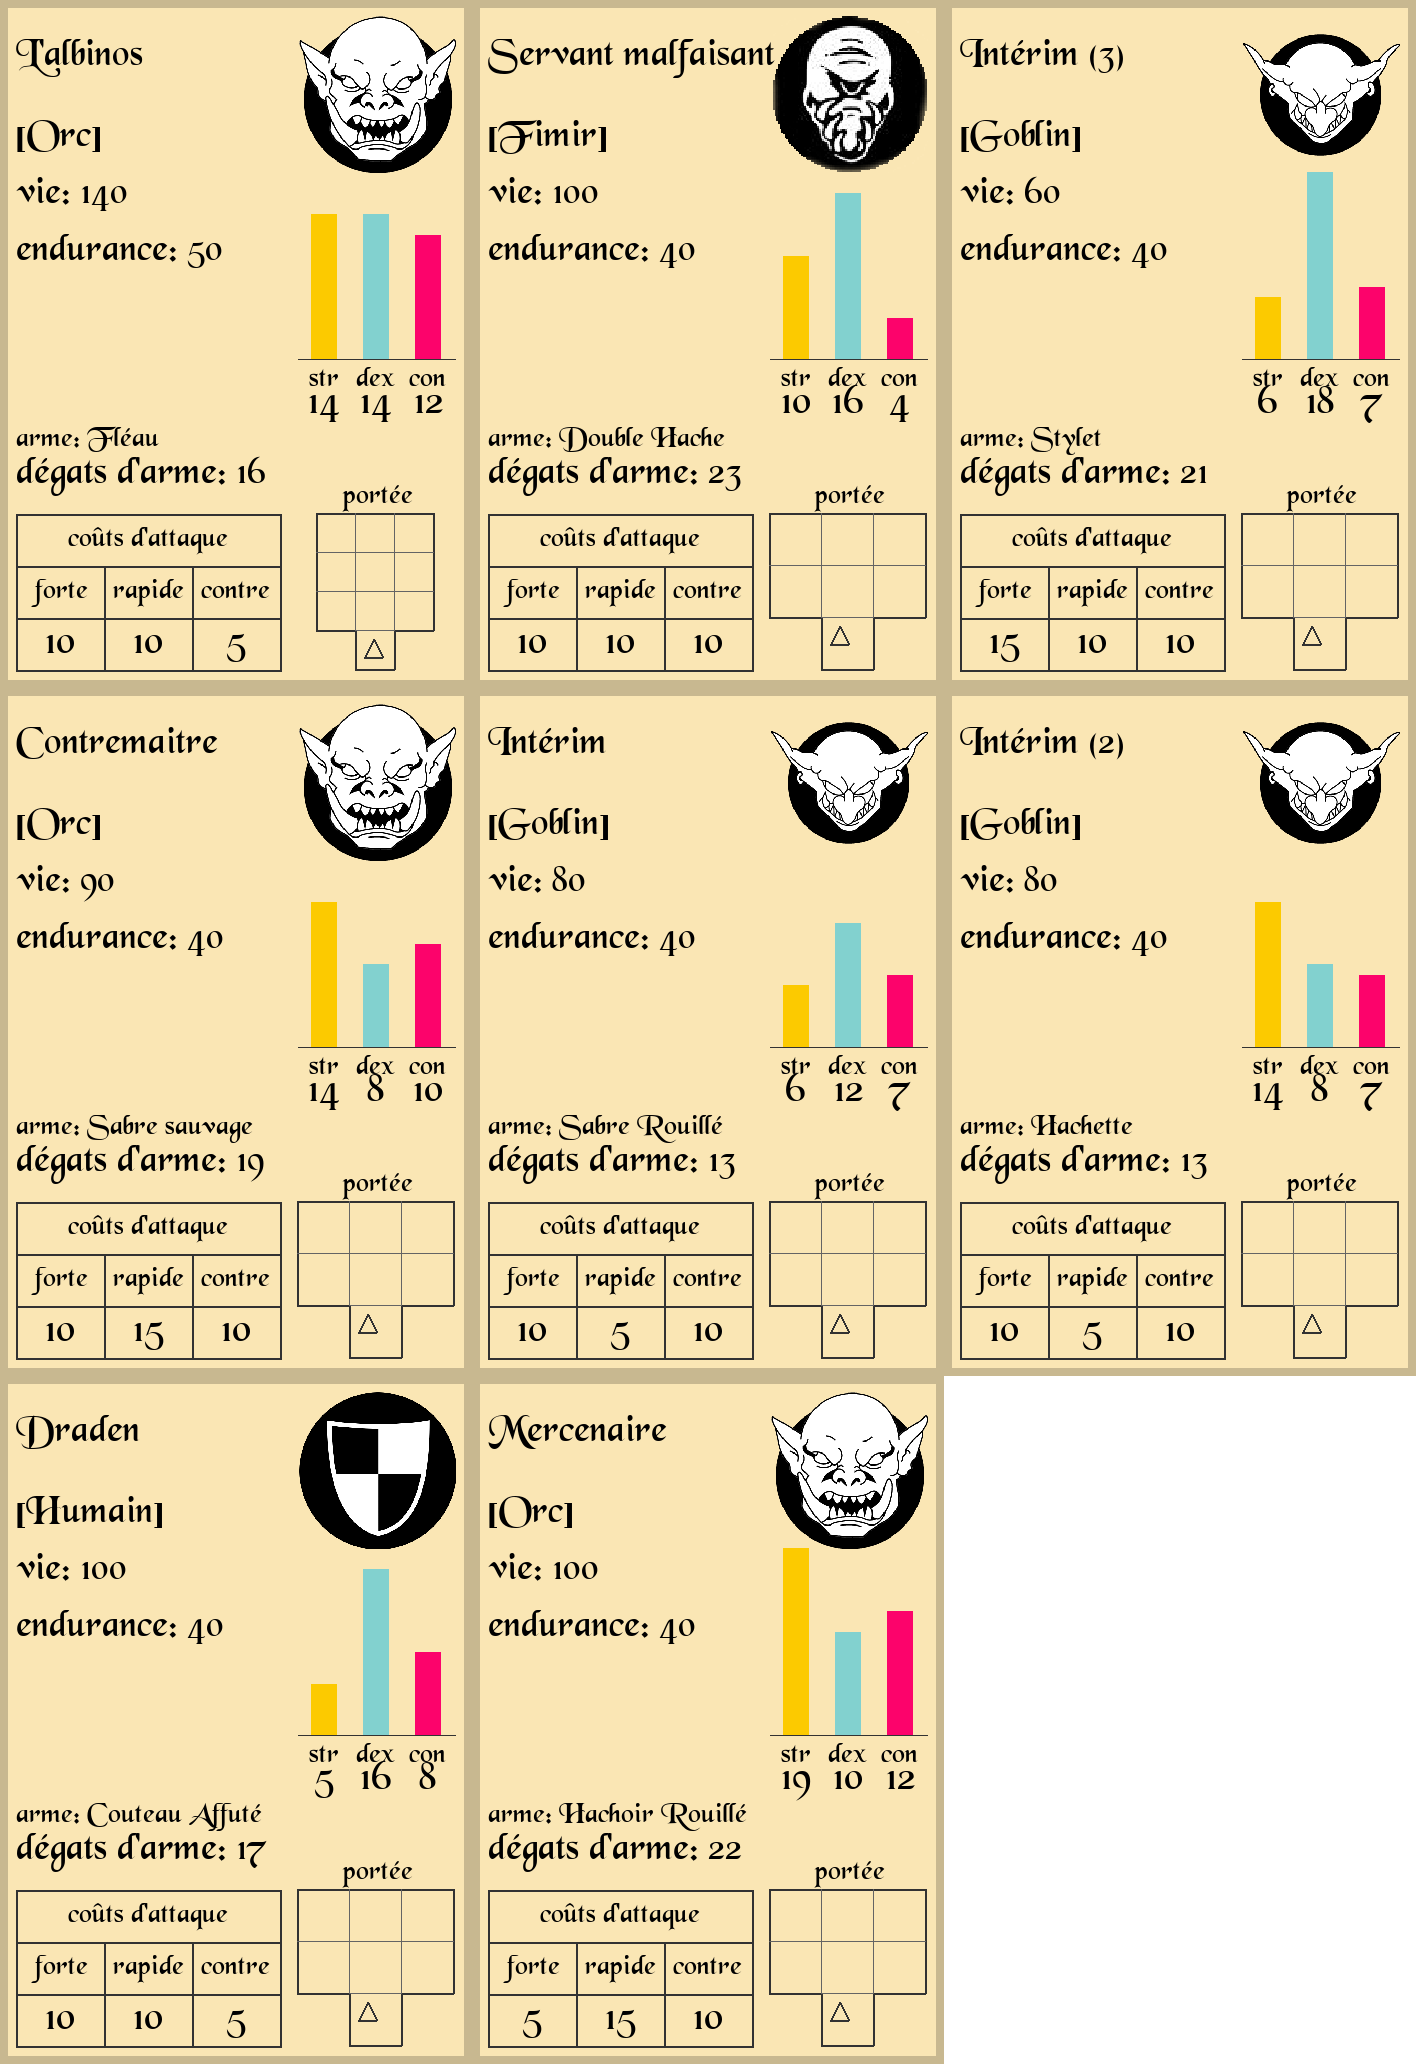 L'albinos
[Orc]
vie: 140
endurance: 50
str dex con
14 14 12
arme: Fléau
dégats d'arme: 16
portée
coûts d'attaque
forte rapide contre
10 10 5
Servant malfaisant
[Fimir]
vie: 100
endurance: 40
str dex con
10 16 4
arme: Double Hache
dégats d'arme: 23
portée
coûts d'attaque
forte rapide contre
10 10 10
Intérim (3)
[Goblin]
vie: 60
endurance: 40
str dex con
6 18 7
arme: Stylet
dégats d'arme: 21
portée
coûts d'attaque
forte rapide contre
15 10 10
Contremaitre
[Orc]
vie: 90
endurance: 40
str dex con
14 8 10
arme: Sabre sauvage
dégats d'arme: 19
portée
coûts d'attaque
forte rapide contre
10 15 10
Intérim
[Goblin]
vie: 80
endurance: 40
str dex con
6 12 7
arme: Sabre Rouillé
dégats d'arme: 13
portée
coûts d'attaque
forte rapide contre
10 5 10
Intérim (2)
[Goblin]
vie: 80
endurance: 40
str dex con
14 8 7
arme: Hachette
dégats d'arme: 13
portée
coûts d'attaque
forte rapide contre
10 5 10
Draden
[Humain]
vie: 100
endurance: 40
str dex con
5 16 8
arme: Couteau Affuté
dégats d'arme: 17
portée
coûts d'attaque
forte rapide contre
10 10 5
Mercenaire
[Orc]
vie: 100
endurance: 40
str dex con
19 10 12
arme: Hachoir Rouillé
dégats d'arme: 22
portée
coûts d'attaque
forte rapide contre
5 15 10